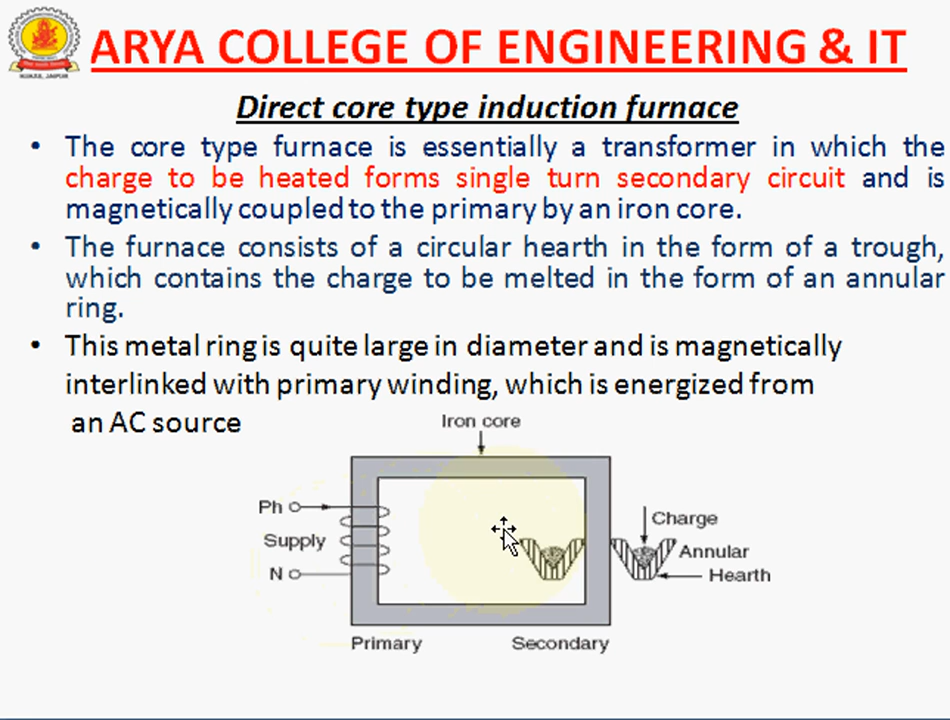 ARYA COLLEGE OF ENGINEERING & IT
Direct core type induction furnace
• The core type furnace is essentially a transformer in which the
charge to be heated forms single turn secondary circuit and is
magnetically coupled to the primary by an iron core.
• The furnace consists of a circular hearth in the form of a trough,
which contains the charge to be melted in the form of an annular
ring.
• This metal ring is quite large in diameter and is magnetically
interlinked with primary winding, which is energized from
an AC source
Iron core
Ph
Supply
N
Charge
Annular
Hearth
Primary
Secondary